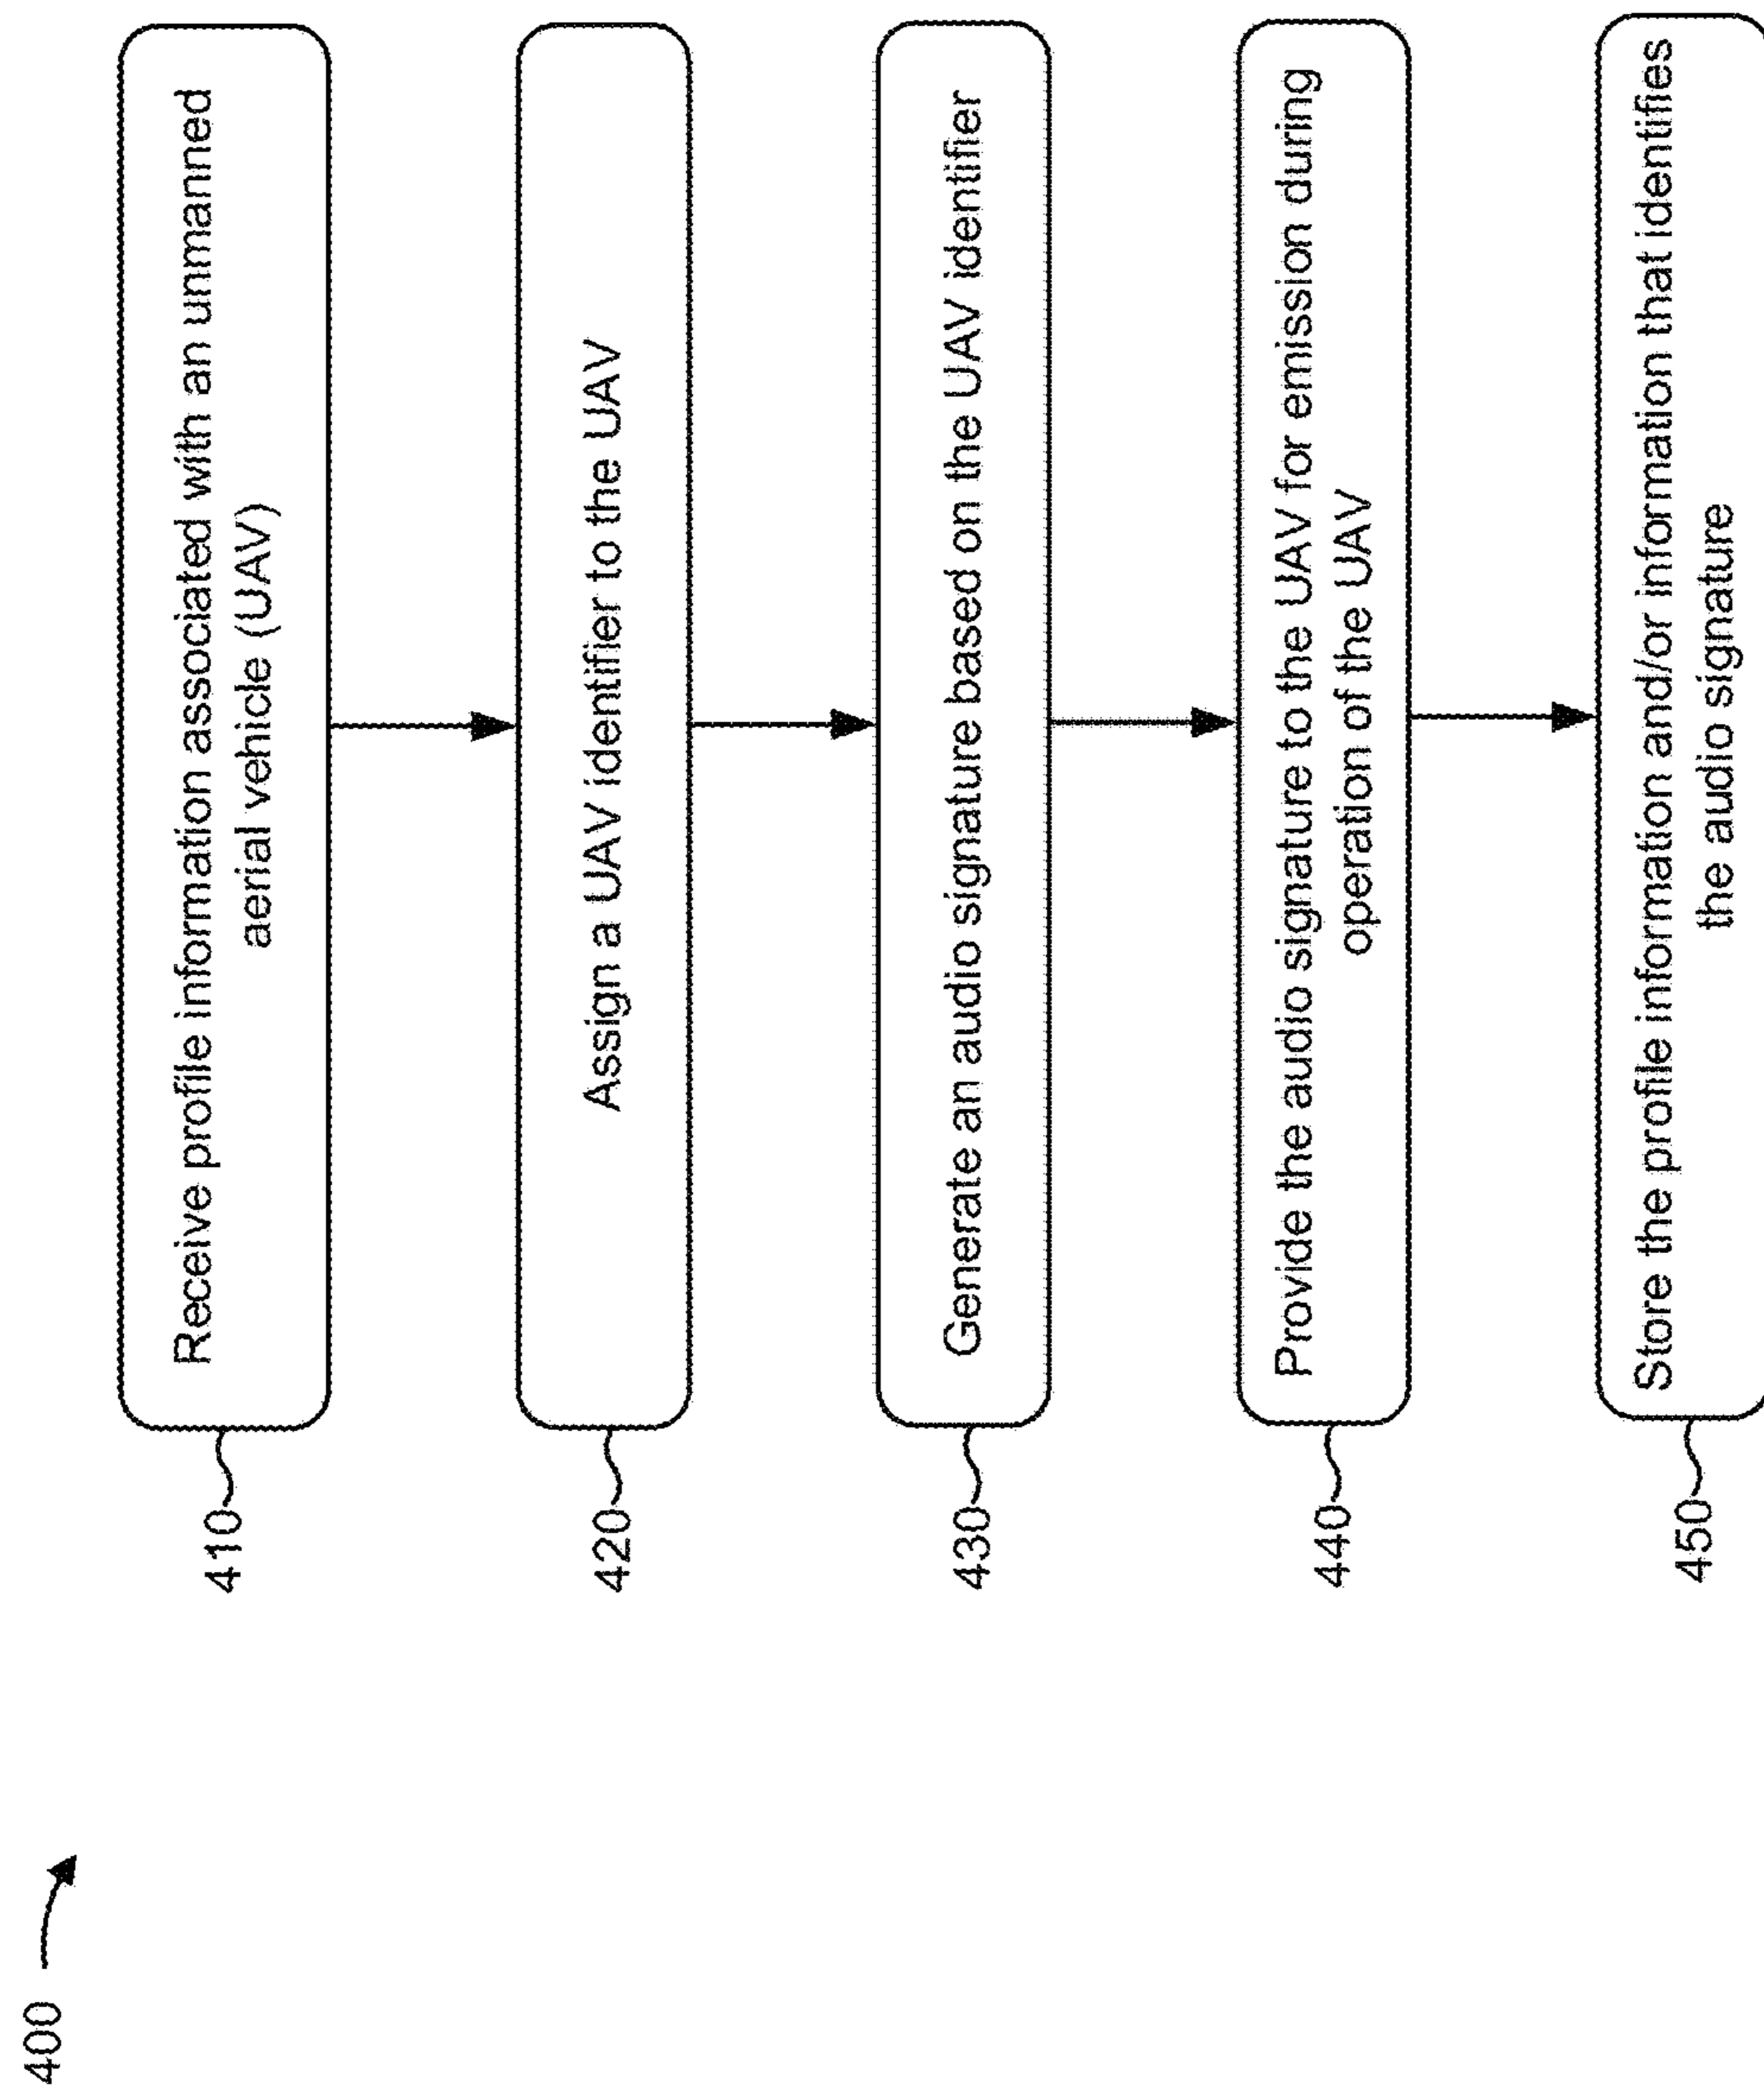 400
410
Receive profile information associated with an unmanned
aerial vehicle (UAV)
420
Assign a UAV identifier to the UAV
430
Generate an audio signature based on the UAV identifier
440
Provide the audio signature to the UAV for emission during
operation of the UAV
450
Store the profile information and/or information that identifies
the audio signature